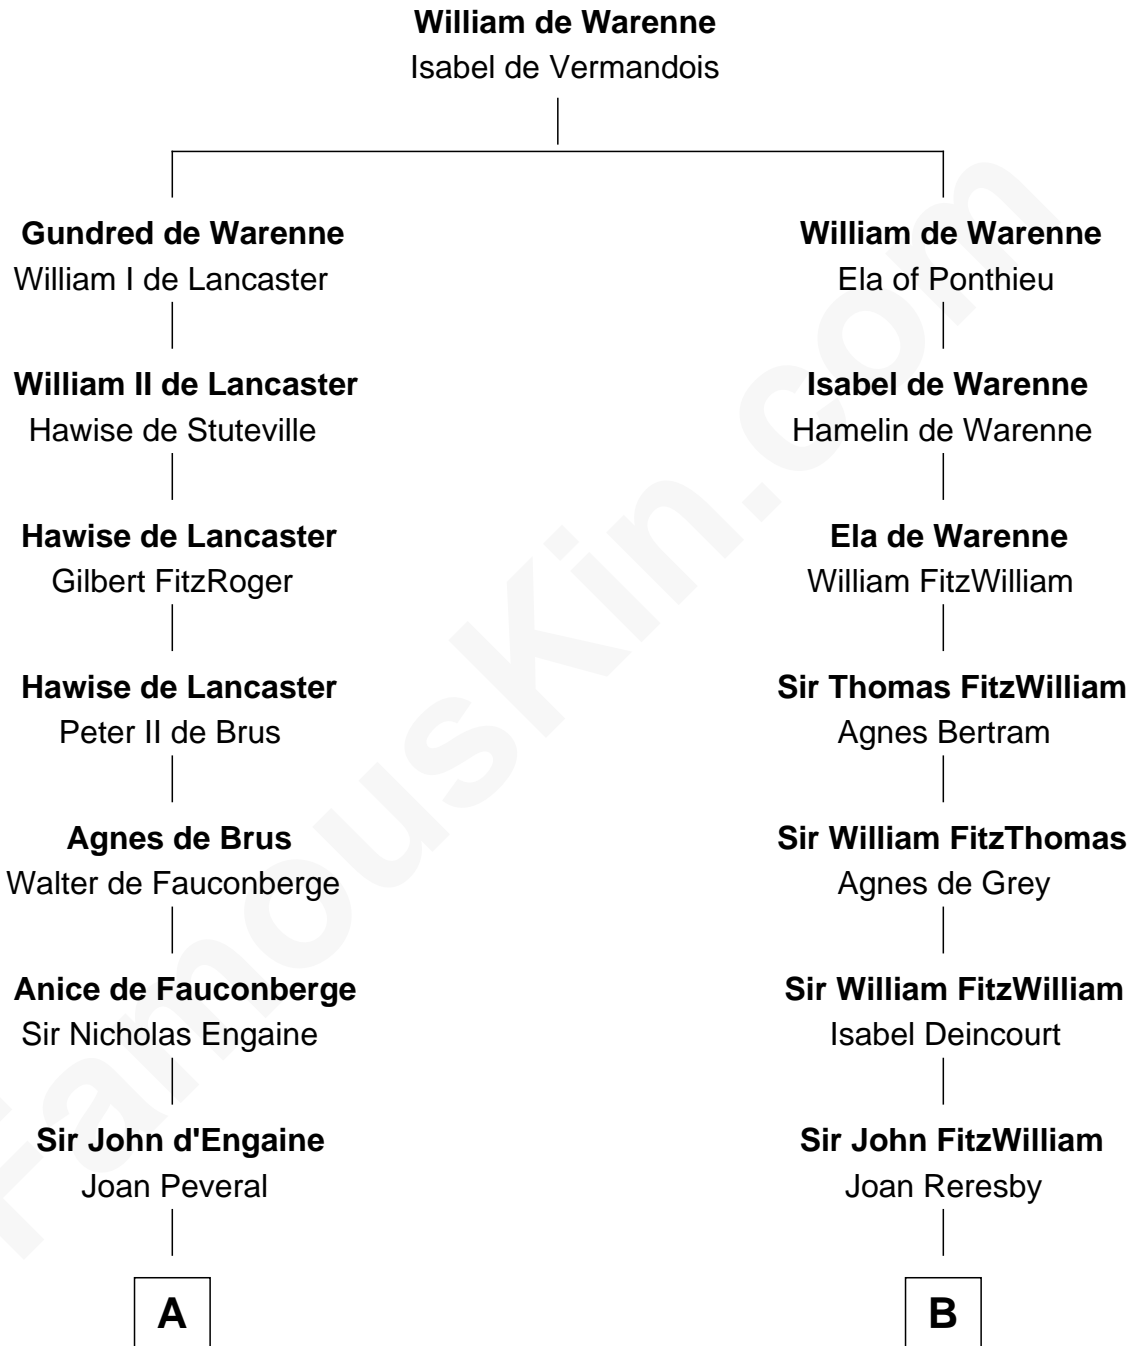 William de Warenne
Isabel de Vermandois
Gundred de Warenne
William I de Lancaster
William de Warenne
Ela of Ponthieu
William II de Lancaster
Hawise de Stuteville
Isabel de Warenne
Hamelin de Warenne
Hawise de Lancaster
Gilbert FitzRoger
Ela de Warenne
William FitzWilliam
Hawise de Lancaster
Peter II de Brus
Sir Thomas FitzWilliam
Agnes Bertram
Agnes de Brus
Walter de Fauconberge
Sir William FitzThomas
Agnes de Grey
Anice de Fauconberge
Sir Nicholas Engaine
Sir William FitzWilliam
Isabel Deincourt
Sir John d'Engaine
Joan Peveral
Sir John FitzWilliam
Joan Reresby
A
B
FamousKin.com